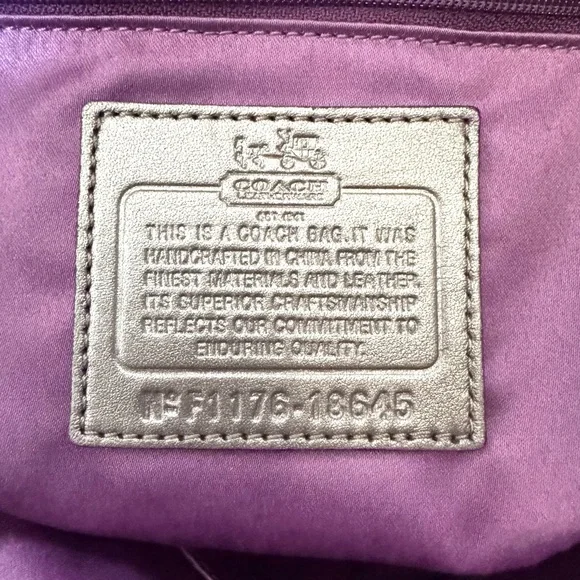 COACH
LEATHERWARE
EST. 1941
THIS IS A COACH BAG. IT WAS
HANDCRAFTED IN CHINA FROM THE
FINEST MATERIALS AND LEATHER.
ITS SUPERIOR CRAFTSMANSHIP
REFLECTS OUR COMMITMENT TO
ENDURING QUALITY.
Nº F1176-18645